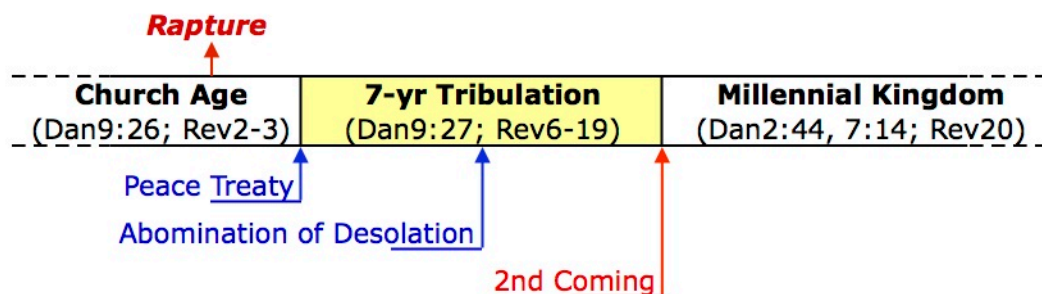 Rapture
Church Age
(Dan9:26; Rev2-3)
7-yr Tribulation
(Dan9:27; Rev6-19)
Millennial Kingdom
(Dan2:44, 7:14; Rev20)
Peace Treaty
Abomination of Desolation
2nd Coming